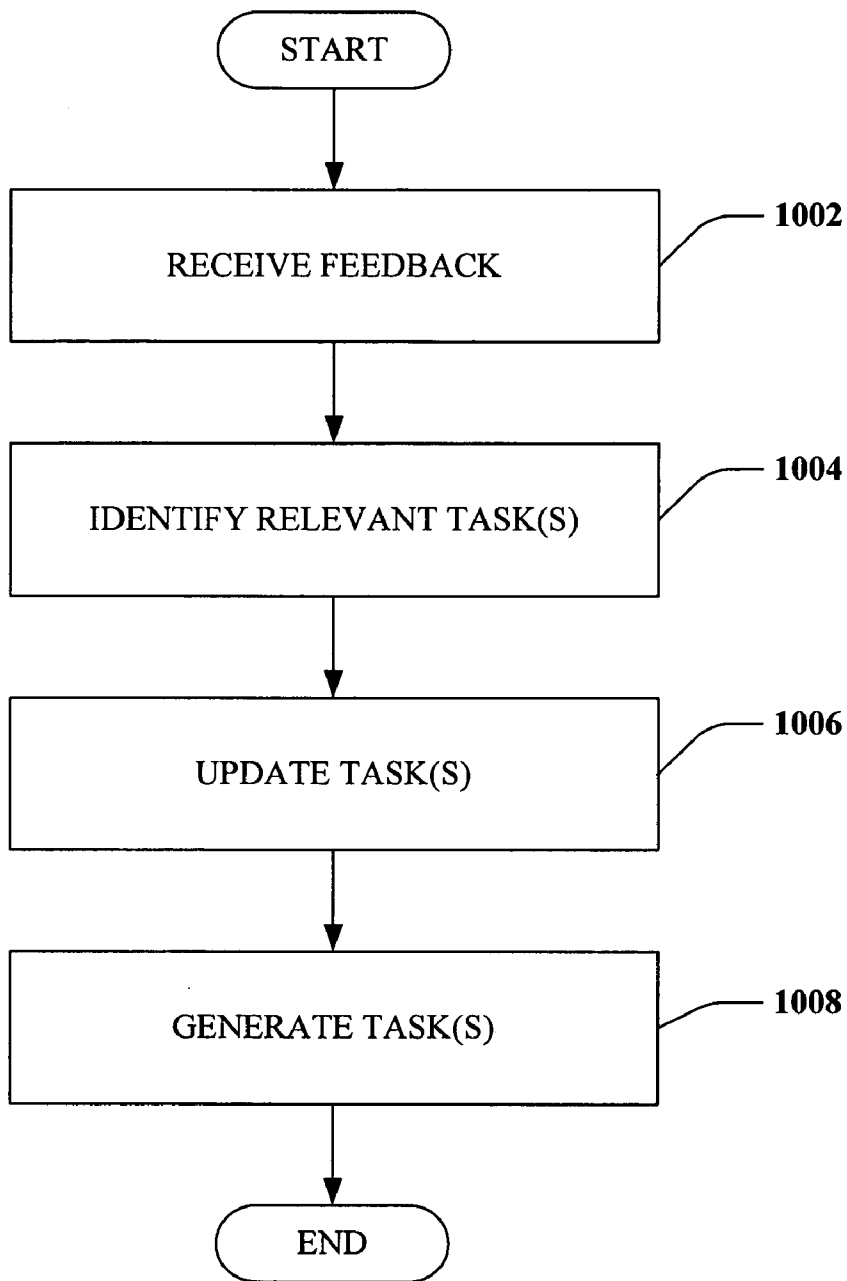 START
RECEIVE FEEDBACK
1002
IDENTIFY RELEVANT TASK(S)
1004
UPDATE TASK(S)
1006
GENERATE TASK(S)
1008
END